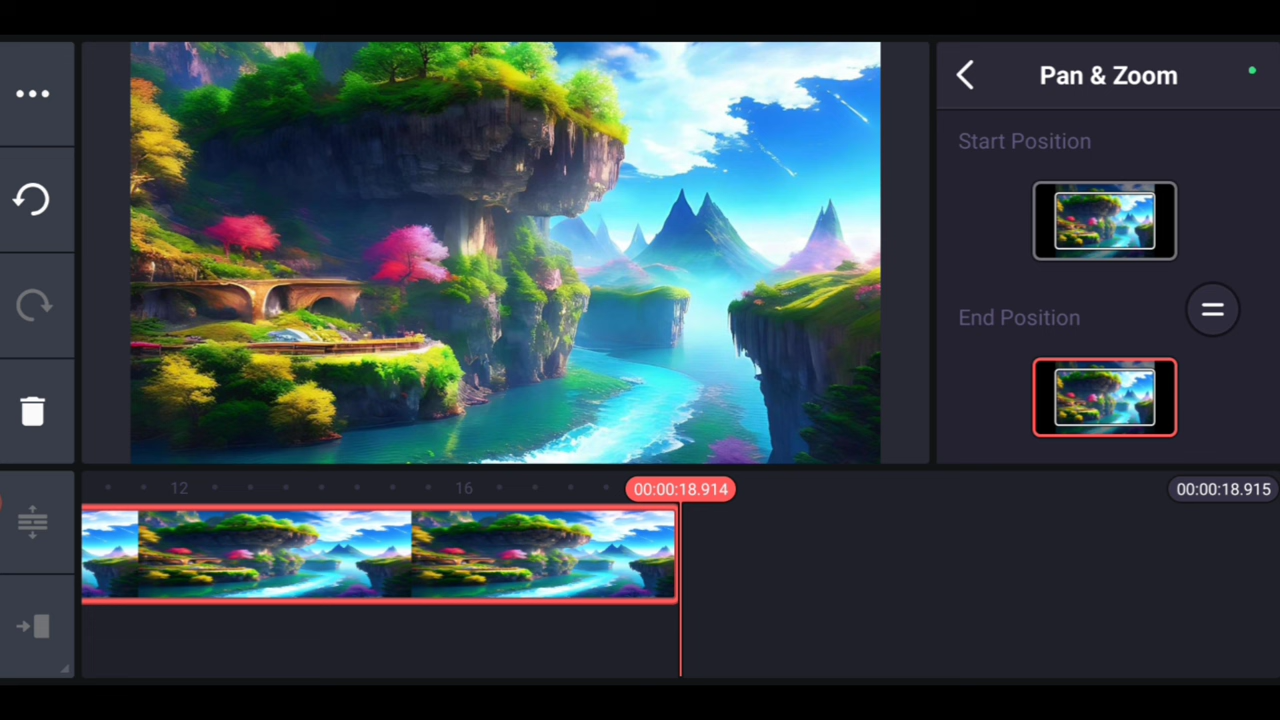 Pan & Zoom
Start Position
=
End Position
12
16
00:00:18.914
00:00:18.915